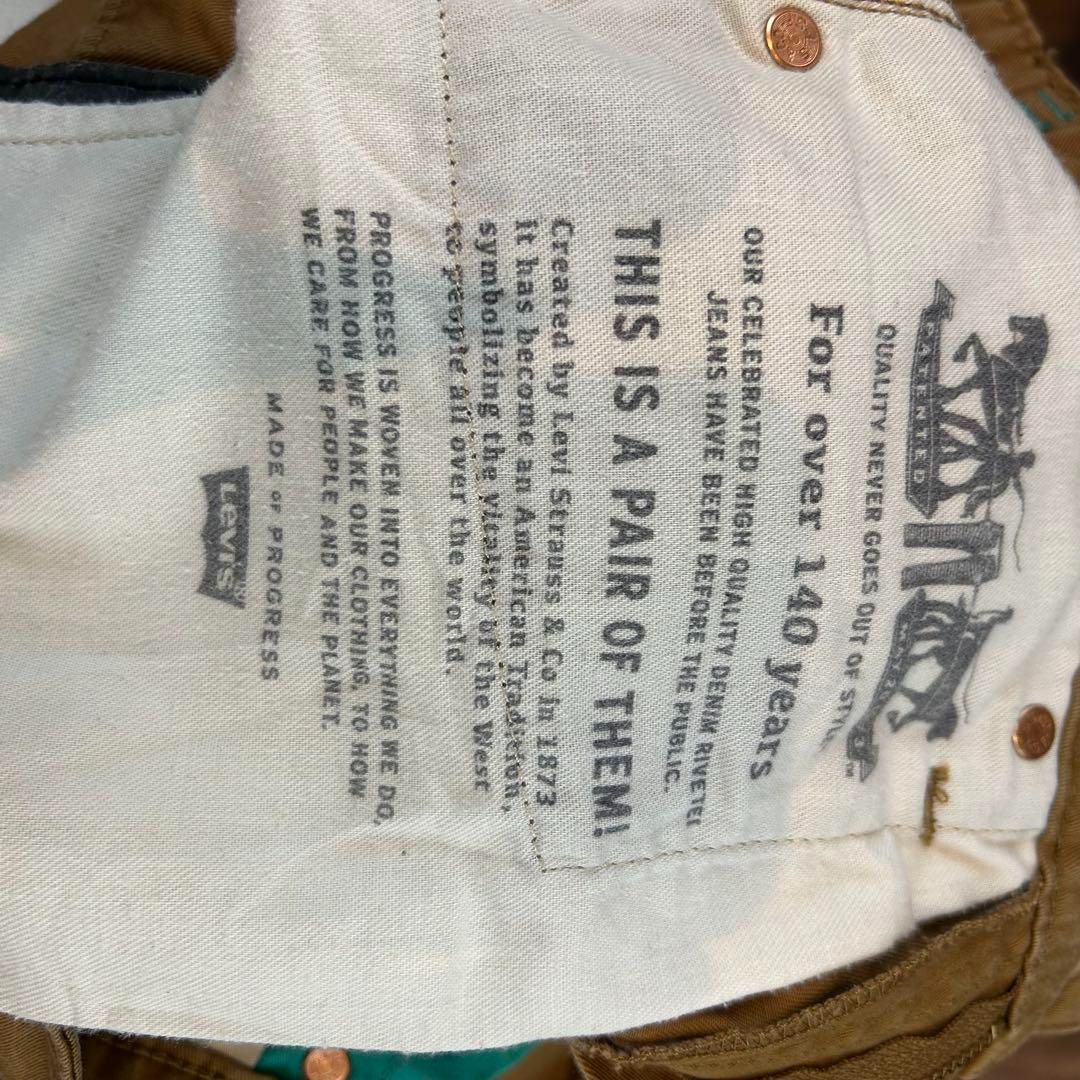 PATENTED
QUALITY NEVER GOES OUT OF
For over 140 years
OUR CELEBRATED HIGH QUALITY DENIM
JEANS HAVE BEEN BEFORE THE PUBLIC.
THIS IS A PAIR OF THEM!
Created by Levi Strauss & Co in 1873
It has become an American Tradition,
symbolizing the vitality of the West
to people all over the world.
PROGRESS IS WOVEN INTO EVERYTHING WE DO,
FROM HOW WE MAKE OUR CLOTHING, TO HOW
WE CARE FOR PEOPLE AND THE PLANET.
MADE OF PROGRESS
LEVI'S®